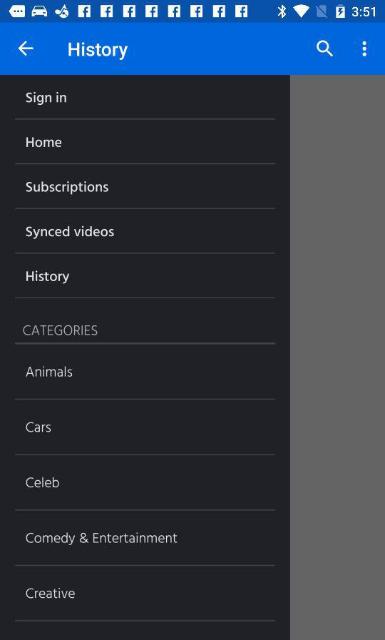 3:51
History
Sign in
Home
Subscriptions
Synced videos
History
CATEGORIES
Animals
Cars
Celeb
Comedy & Entertainment
Creative